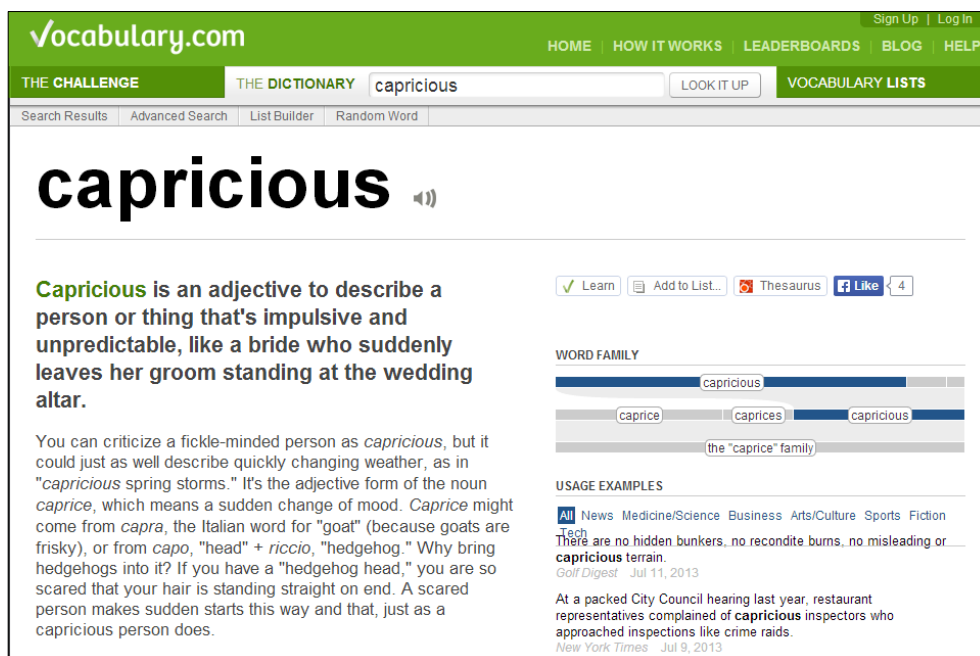 Sign Up | Log In
Vocabulary.com
HOME | HOW IT WORKS | LEADERBOARDS | BLOG | HELP
THE CHALLENGE
THE DICTIONARY
capricious
LOOK IT UP
VOCABULARY LISTS
Search Results
Advanced Search
List Builder
Random Word
capricious
Capricious is an adjective to describe a
person or thing that's impulsive and
unpredictable, like a bride who suddenly
leaves her groom standing at the wedding
altar.
You can criticize a fickle-minded person as capricious, but it
could just as well describe quickly changing weather, as in
"capricious spring storms." It's the adjective form of the noun
caprice, which means a sudden change of mood. Caprice might
come from capra, the Italian word for "goat" (because goats are
frisky), or from capo, "head" + riccio, "hedgehog." Why bring
hedgehogs into it? If you have a "hedgehog head," you are so
scared that your hair is standing straight on end. A scared
person makes sudden starts this way and that, just as a
capricious person does.
Learn
Add to List...
Thesaurus
Like
4
WORD FAMILY
capricious
caprice
caprices
capricious
the "caprice" family
USAGE EXAMPLES
All News Medicine/Science Business Arts/Culture Sports Fiction
Tech
There are no hidden bunkers, no recondite burns, no misleading or
capricious terrain.
Golf Digest Jul 11, 2013
At a packed City Council hearing last year, restaurant
representatives complained of capricious inspectors who
approached inspections like crime raids.
New York Times Jul 9, 2013